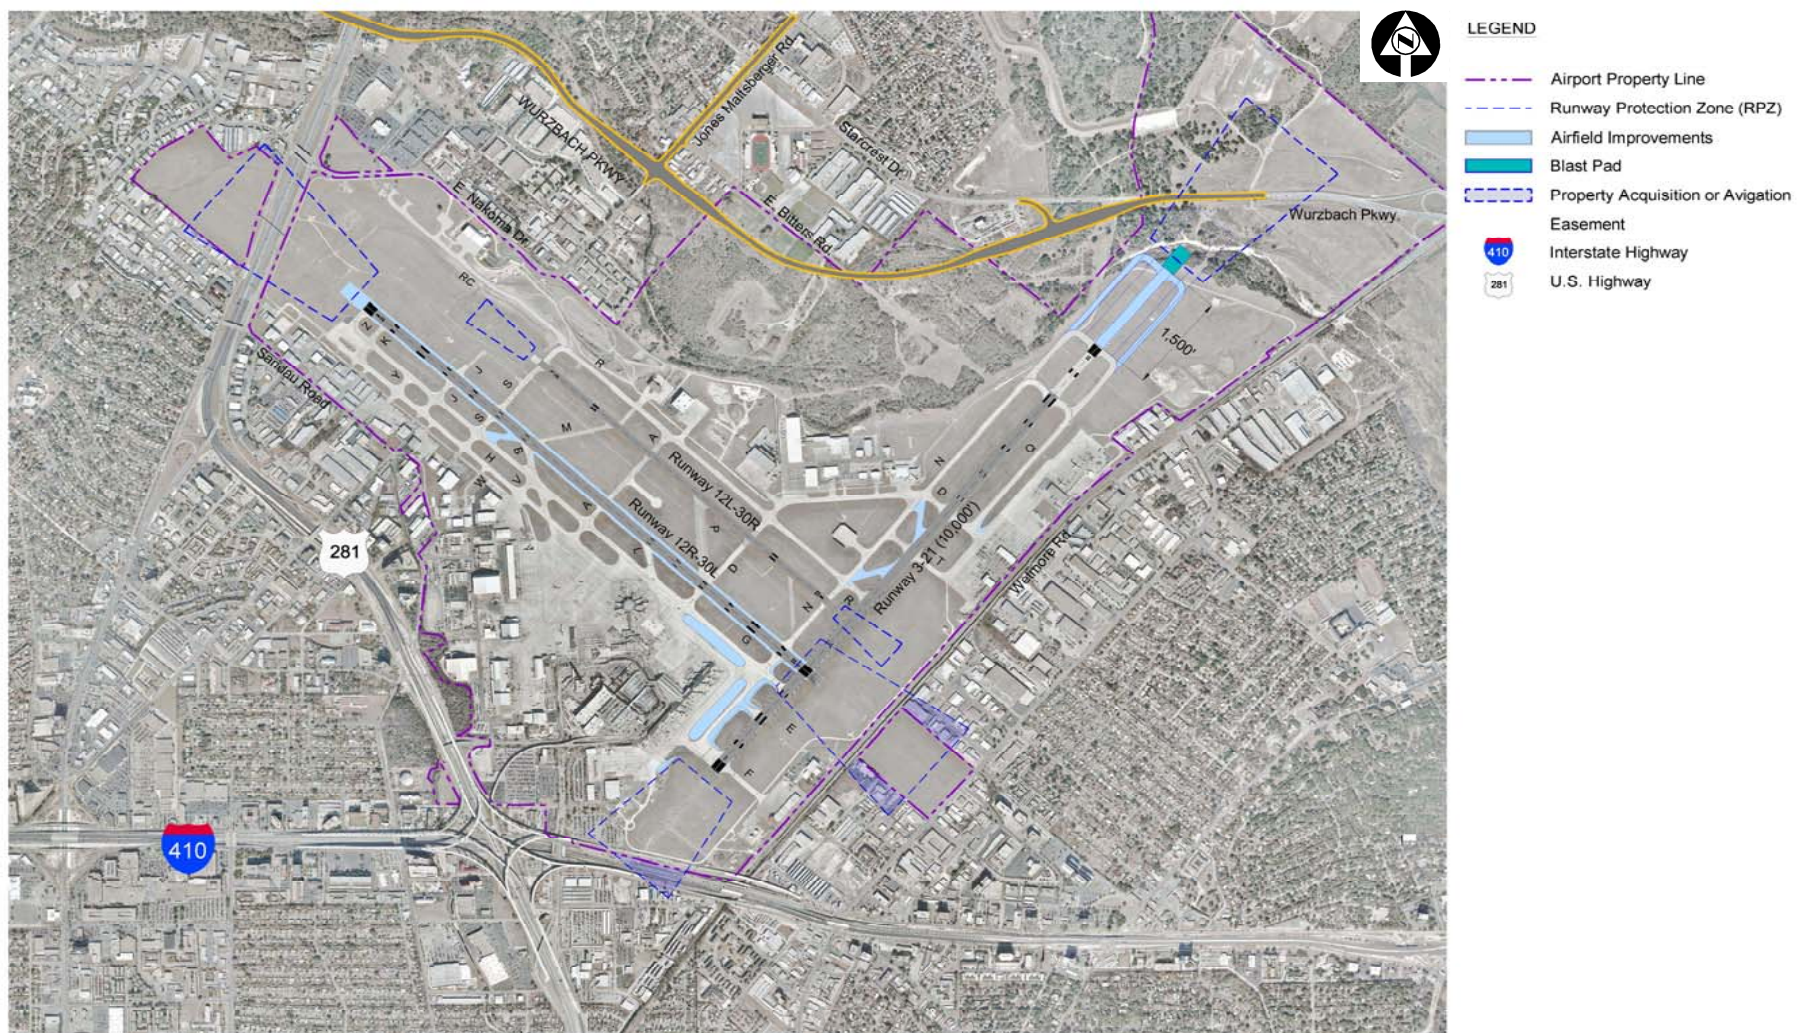 N
LEGEND
Airport Property Line
Runway Protection Zone (RPZ)
Airfield Improvements
Blast Pad
Property Acquisition or Avigation
Easement
410
Interstate Highway
281
U.S. Highway
WURZBACH PKWY
Jones Maltsberger Rd
Starcrest Dr
E. Nakoma Dr.
E. Bitters Rd.
Wurzbach Pkwy.
RC
Sandau Road
1,500'
Z
K
Y
J
J
S
S
R
M
A
B
H
W
V
A
L
P
D
N
D
Q
Runway 12L-30R
Runway 12R-30L
Runway 3-21 (10,000')
Wetmore Rd.
N
R
G
E
F
281
410